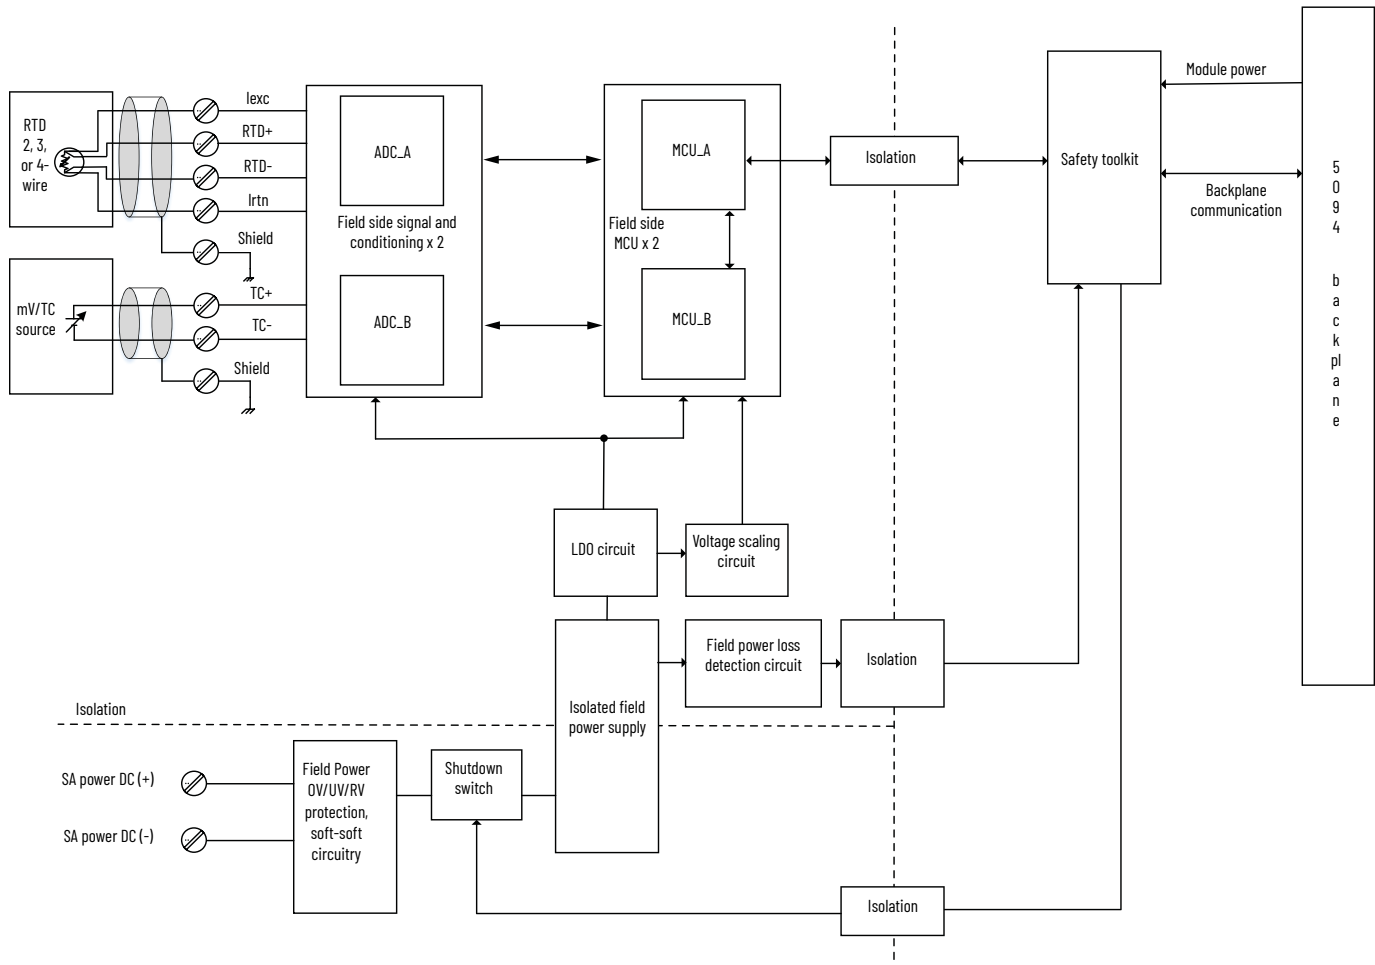 Module power
Iexc
RTD
2, 3,
or 4-
wire
RTD+
ADC_A
MCU_A
Isolation
Safety toolkit
RTD-
5
0
9
4
Backplane
communication
Irtn
Field side signal and
conditioning x 2
Field side
MCU x 2
Shield
b
a
c
k
pl
a
n
e
TC+
mV/TC
source
TC-
ADC_B
MCU_B
Shield
LDO circuit
Voltage scaling
circuit
Field power loss
detection circuit
Isolation
Isolation
Isolated field
power supply
SA power DC (+)
Field Power
OV/UV/RV
protection,
soft-soft
circuitry
Shutdown
switch
SA power DC (-)
Isolation